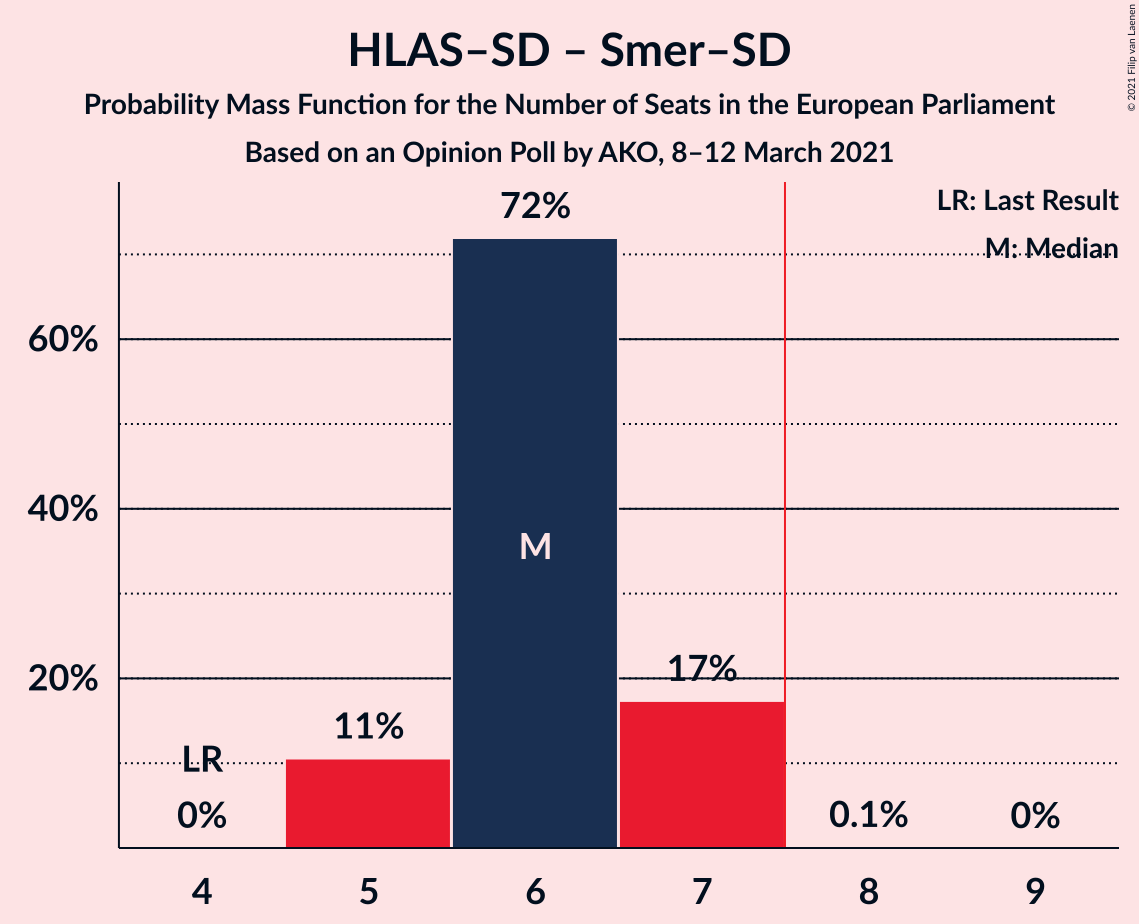 HLAS–SD – Smer–SD
Probability Mass Function for the Number of Seats in the European Parliament
Based on an Opinion Poll by AKO, 8–12 March 2021
© 2021 Filip van Laenen
LR: Last Result
M: Median
72%
60%
40%
M
20%
17%
11%
LR
0%
0.1%
0%
4 5 6 7 8 9